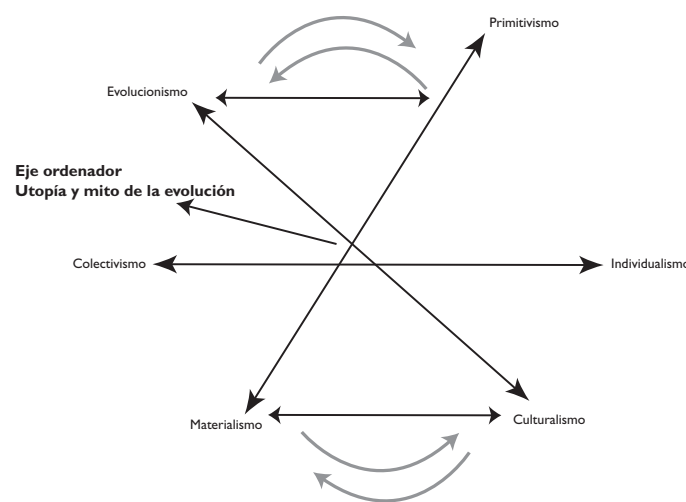 Primitivismo
Evolucionismo
Eje ordenador
Utopía y mito de la evolución
Colectivismo
Individualismo
Materialismo
Culturalismo